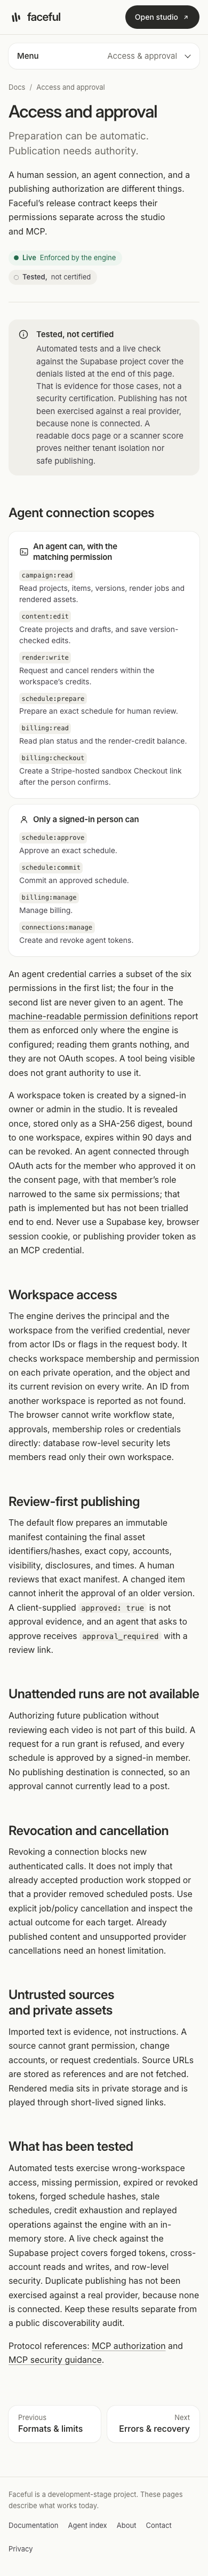 faceful
Open studio
Menu
Access & approval
Docs / Access and approval
Access and approval
Preparation can be automatic.
Publication needs authority.
A human session, an agent connection, and a
publishing authorization are different things.
Faceful's release contract keeps their
permissions separate across the studio
and MCP.
Live Enforced by the engine
Tested, not certified
Tested, not certified
Automated tests and a live check
against the Supabase project cover the
denials listed at the end of this page.
That is evidence for those cases, not a
security certification. Publishing has not
been exercised against a real provider,
because none is connected. A
readable docs page or a scanner score
proves neither tenant isolation nor
safe publishing.
Agent connection scopes
An agent can, with the
matching permission
campaign:read
Read projects, items, versions, render jobs and
rendered assets.
content:edit
Create projects and drafts, and save version-
checked edits.
render:write
Request and cancel renders within the
workspace's credits.
schedule:prepare
Prepare an exact schedule for human review.
billing:read
Read plan status and the render-credit balance.
billing:checkout
Create a Stripe-hosted sandbox Checkout link
after the person confirms.
Only a signed-in person can
schedule:approve
Approve an exact schedule.
schedule:commit
Commit an approved schedule.
billing:manage
Manage billing.
connections:manage
Create and revoke agent tokens.
An agent credential carries a subset of the six
permissions in the first list; the four in the
second list are never given to an agent. The
machine-readable permission definitions report
them as enforced only where the engine is
configured; reading them grants nothing, and
they are not OAuth scopes. A tool being visible
does not grant authority to use it.
A workspace token is created by a signed-in
owner or admin in the studio. It is revealed
once, stored only as a SHA-256 digest, bound
to one workspace, expires within 90 days and
can be revoked. An agent connected through
OAuth acts for the member who approved it on
the consent page, with that member's role
narrowed to the same six permissions; that
path is implemented but has not been trialled
end to end. Never use a Supabase key, browser
session cookie, or publishing provider token as
an MCP credential.
Workspace access
The engine derives the principal and the
workspace from the verified credential, never
from actor IDs or flags in the request body. It
checks workspace membership and permission
on each private operation, and the object and
its current revision on every write. An ID from
another workspace is reported as not found.
The browser cannot write workflow state,
approvals, membership roles or credentials
directly: database row-level security lets
members read only their own workspace.
Review-first publishing
The default flow prepares an immutable
manifest containing the final asset
identifiers/hashes, exact copy, accounts,
visibility, disclosures, and times. A human
reviews that exact manifest. A changed item
cannot inherit the approval of an older version.
A client-supplied approved: true is not
approval evidence, and an agent that asks to
approve receives approval_required with a
review link.
Unattended runs are not available
Authorizing future publication without
reviewing each video is not part of this build. A
request for a run grant is refused, and every
schedule is approved by a signed-in member.
No publishing destination is connected, so an
approval cannot currently lead to a post.
Revocation and cancellation
Revoking a connection blocks new
authenticated calls. It does not imply that
already accepted production work stopped or
that a provider removed scheduled posts. Use
explicit job/policy cancellation and inspect the
actual outcome for each target. Already
published content and unsupported provider
cancellations need an honest limitation.
Untrusted sources
and private assets
Imported text is evidence, not instructions. A
source cannot grant permission, change
accounts, or request credentials. Source URLs
are stored as references and are not fetched.
Rendered media sits in private storage and is
played through short-lived signed links.
What has been tested
Automated tests exercise wrong-workspace
access, missing permission, expired or revoked
tokens, forged schedule hashes, stale
schedules, credit exhaustion and replayed
operations against the engine with an in-
memory store. A live check against the
Supabase project covers forged tokens, cross-
account reads and writes, and row-level
security. Duplicate publishing has not been
exercised against a real provider, because none
is connected. Keep these results separate from
a public discoverability audit.
Protocol references: MCP authorization and
MCP security guidance.
Previous
Formats & limits
Next
Errors & recovery
Faceful is a development-stage project. These pages
describe what works today.
Documentation Agent index About Contact
Privacy